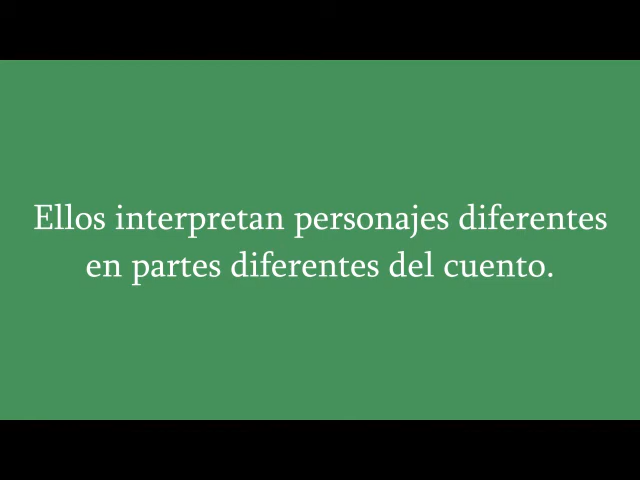 Ellos interpretan personajes diferentes
en partes diferentes del cuento.